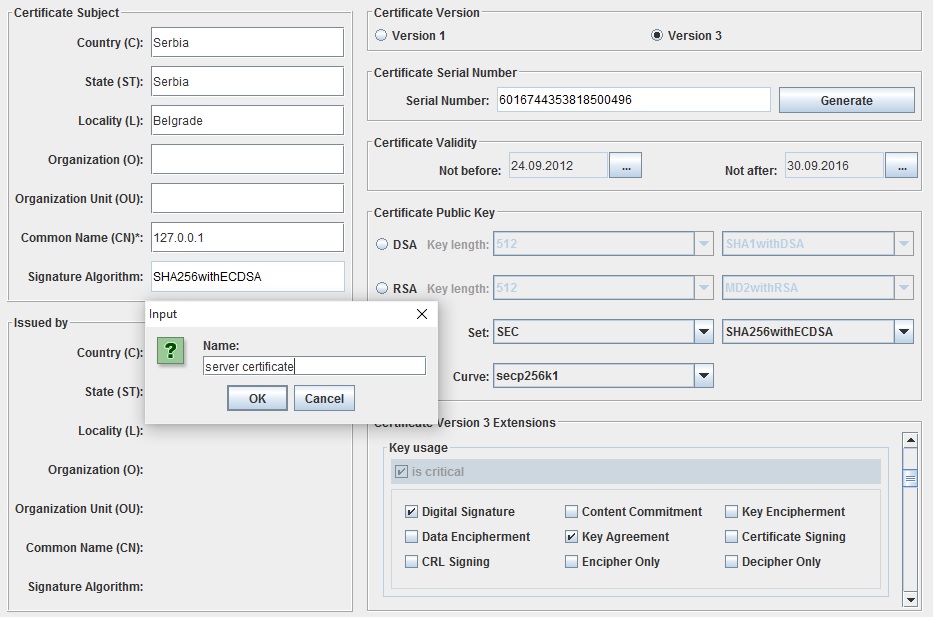 Certificate Subject
Country (C): Serbia
State (ST): Serbia
Locality (L): Belgrade
Organization (O):
Organization Unit (OU):
Common Name (CN)*: 127.0.0.1
Signature Algorithm: SHA256withECDSA
Issued by
Country (C):
State (ST):
Locality (L):
Organization (O):
Organization Unit (OU):
Common Name (CN):
Signature Algorithm:
Input
Name:
server certificate
OK Cancel
Certificate Version
Version 1 Version 3
Certificate Serial Number
Serial Number: 6016744353818500496 Generate
Certificate Validity
Not before: 24.09.2012 ... Not after: 30.09.2016 ...
Certificate Public Key
DSA Key length: 512 SHA1withDSA
RSA Key length: 512 MD2withRSA
Set: SEC SHA256withECDSA
Curve: secp256k1
Certificate Version 3 Extensions
Key usage
is critical
Digital Signature Content Commitment Key Encipherment
Data Encipherment Key Agreement Certificate Signing
CRL Signing Encipher Only Decipher Only